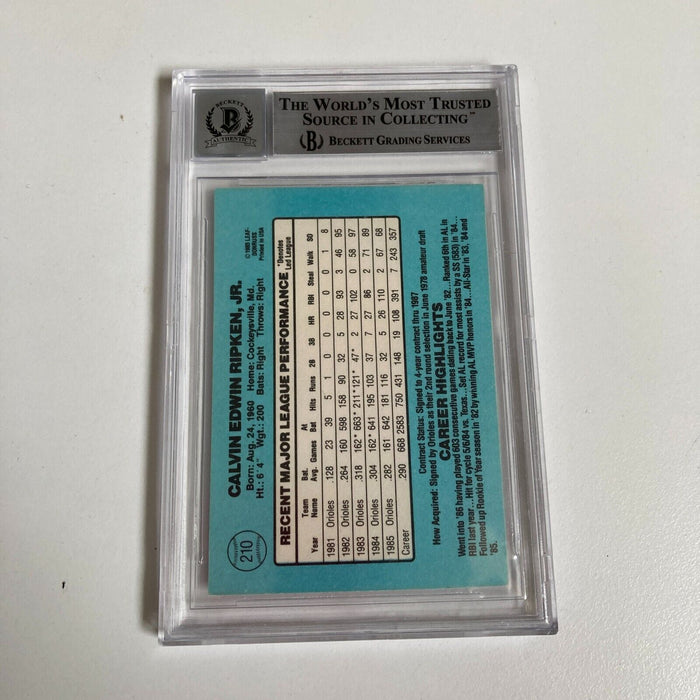 BECKETT
B
AUTHENTIC
THE WORLD'S MOST TRUSTED
SOURCE IN COLLECTING™
B BECKETT GRADING SERVICES
210
© 1985 LEAF-
DONRUSS
Printed in USA
CALVIN EDWIN RIPKEN, JR.
Born: Aug. 24, 1960 Home: Cockeysville, Md.
Ht.: 6'4" Wgt.: 200 Bats: Right Throws: Right
RECENT MAJOR LEAGUE PERFORMANCE *Denotes
Led League
Team Bat. At
Year Name Avg. Games Bat Hits Runs 2B 3B HR RBI Steal Walk SO
1981 Orioles .128 23 39 5 1 0 0 0 0 0 1 8
1982 Orioles .264 160 598 158 90 32 5 28 93 3 46 95
1983 Orioles .318 162* 663* 211* 121* 47* 2 27 102 0 58 97
1984 Orioles .304 162* 641 195 103 37 7 27 86 2 71 89
1985 Orioles .282 161 642 181 116 32 5 26 110 2 67 68
Career .290 668 2583 750 431 148 19 108 391 7 243 357
Contract Status: Signed to 4-year contract thru 1987
How Acquired: Signed by Orioles as their 2nd round selection in June 1978 amateur draft
CAREER HIGHLIGHTS
Went into '86 having played 603 consecutive games dating back to June '82... Ranked 6th in AL in
RBI last year... Hit for cycle 5/6/84 vs. Texas... Set AL record for most assists by a SS (583) in '84...
Followed up Rookie of Year season in '82 by winning AL MVP honors in '84... All-Star in '83, '84 and
'85.